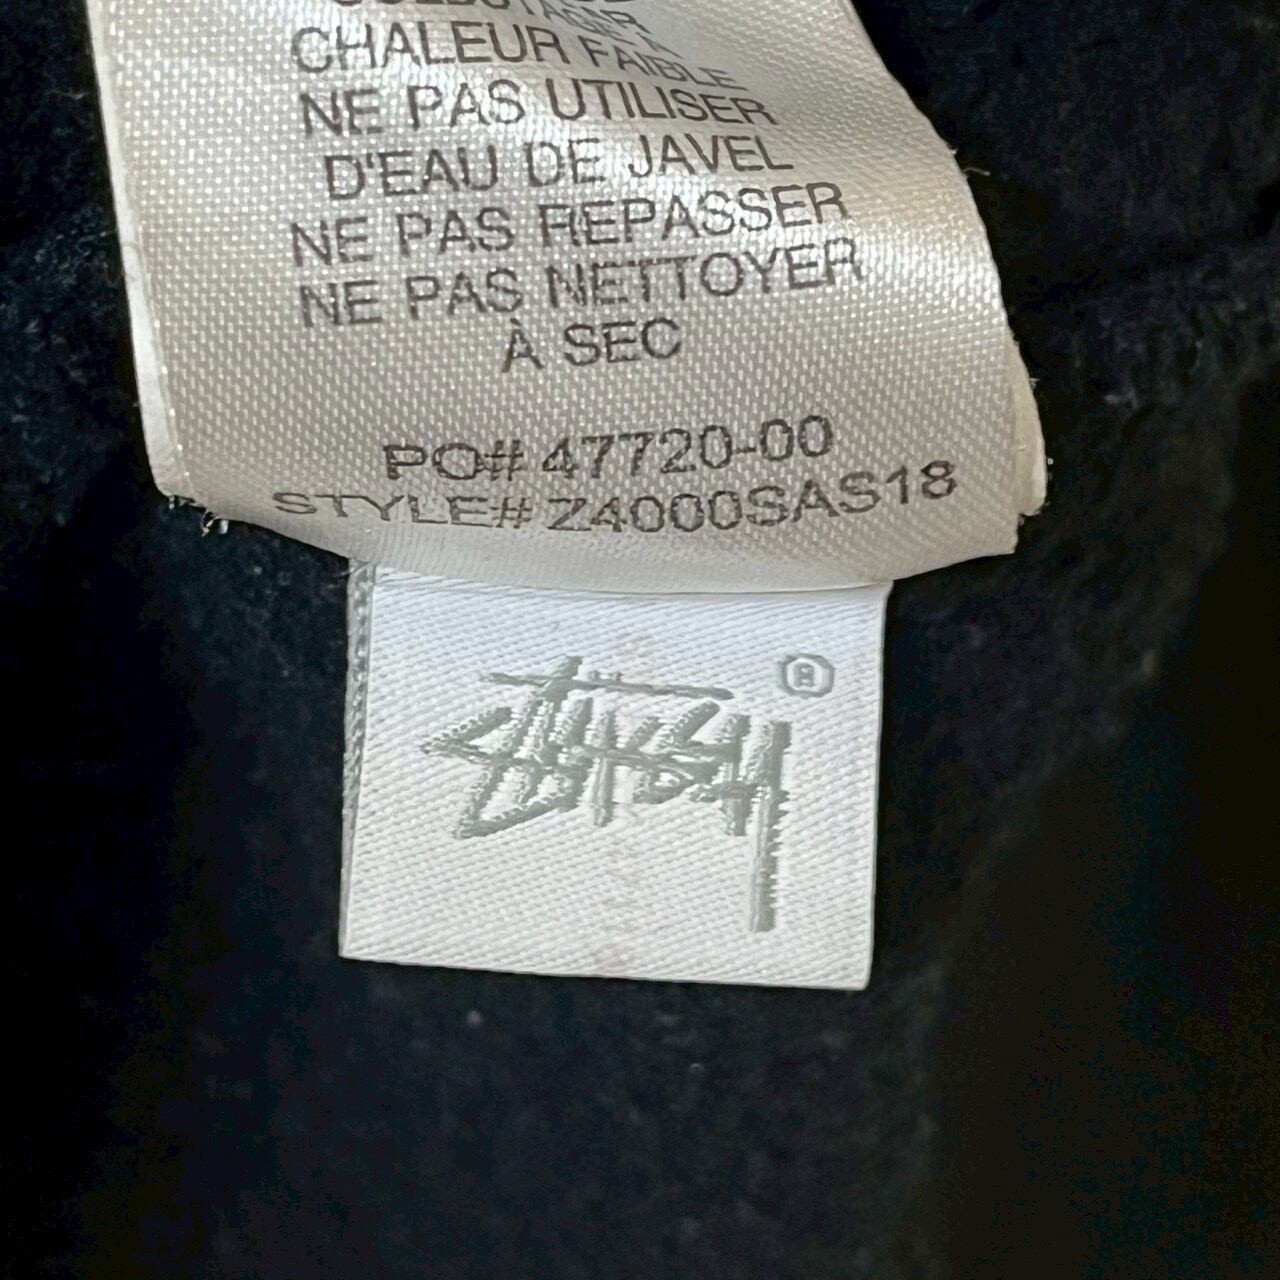 CHALEUR FAIBLE
NE PAS UTILISER
D'EAU DE JAVEL
NE PAS REPASSER
NE PAS NETTOYER
À SEC
PO# 47720-00
STYLE# Z4000SAS18
Stüssy ®